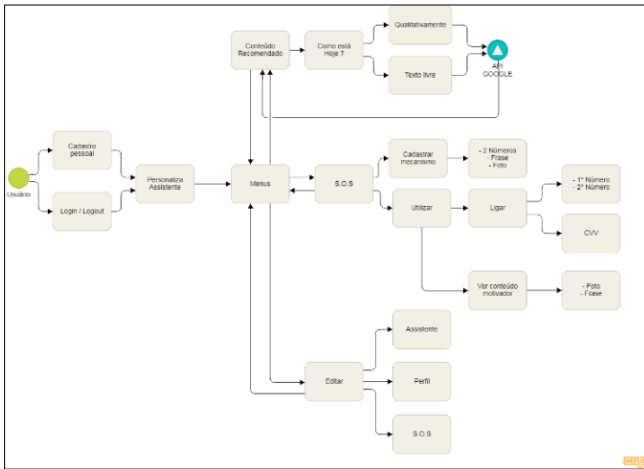 Qualitativamente
Conteúdo
Recomendado
Como está
Hoje ?
Texto livre
API
GOOGLE
Cadastro
pessoal
Usuário
Login / Logout
Personaliza
Assistente
Menus
S.O.S
Cadastrar
mecanismo
- 2 Números
- Frase
- Foto
Utilizar
Ligar
- 1° Número
- 2° Número
CVV
Ver conteúdo
motivador
- Foto
- Frase
Assistente
Editar
Perfil
S.O.S